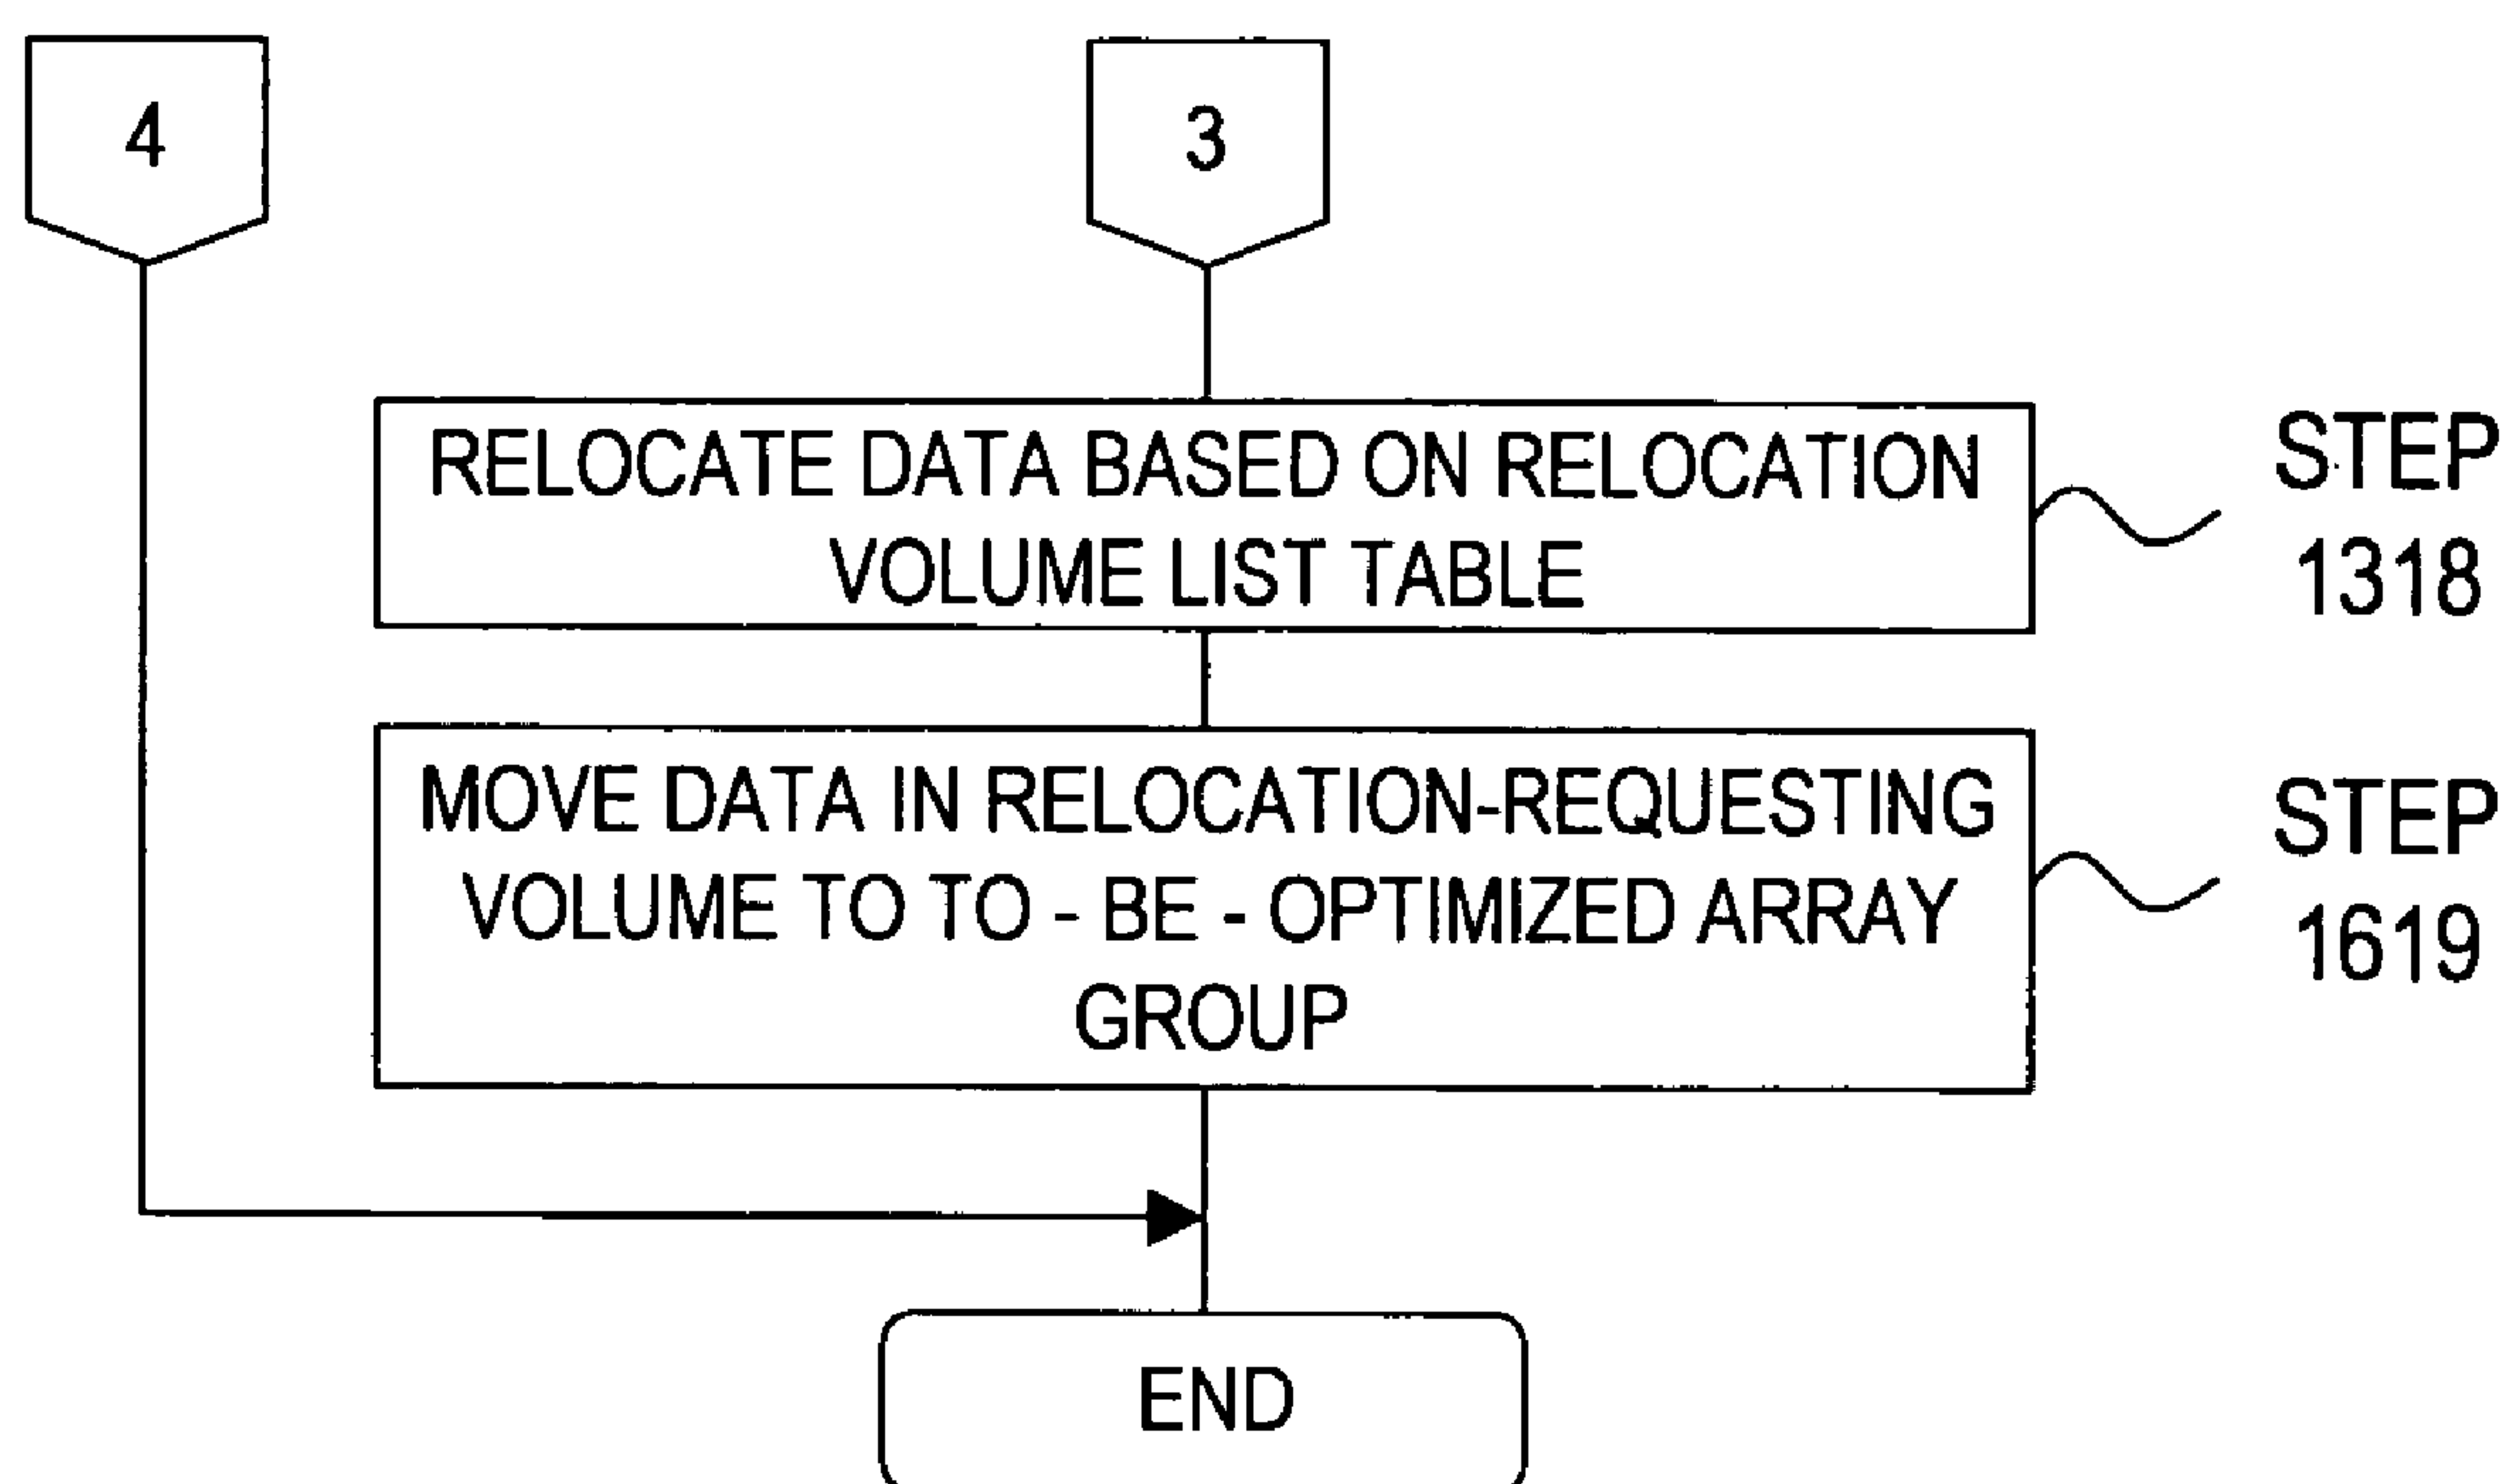 4
3
RELOCATE DATA BASED ON RELOCATION
VOLUME LIST TABLE
STEP
1318
MOVE DATA IN RELOCATION-REQUESTING
VOLUME TO TO - BE - OPTIMIZED ARRAY
GROUP
STEP
1619
END